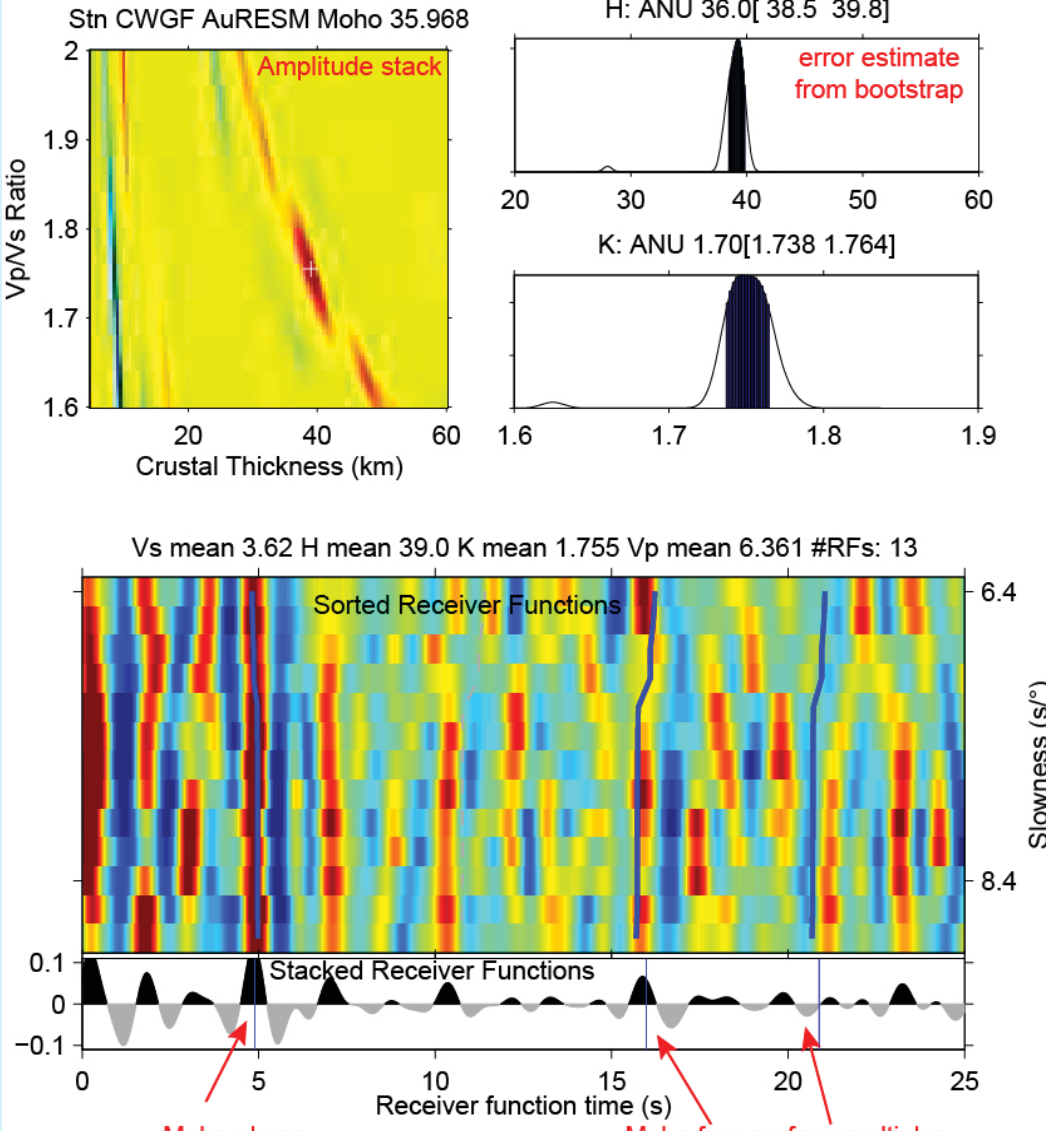 Stn CWGF AuRESM Moho 35.968
Amplitude stack
2
1.9
1.8
1.7
1.6
Vp/Vs Ratio
20 40 60
Crustal Thickness (km)
H: ANU 36.0[ 38.5 39.8]
error estimate
from bootstrap
20 30 40 50 60
K: ANU 1.70[1.738 1.764]
1.6 1.7 1.8 1.9
Vs mean 3.62 H mean 39.0 K mean 1.755 Vp mean 6.361 #RFs: 13
Sorted Receiver Functions
6.4
8.4
Slowness (s/°)
Stacked Receiver Functions
0.1
0
−0.1
0 5 10 15 20 25
Receiver function time (s)